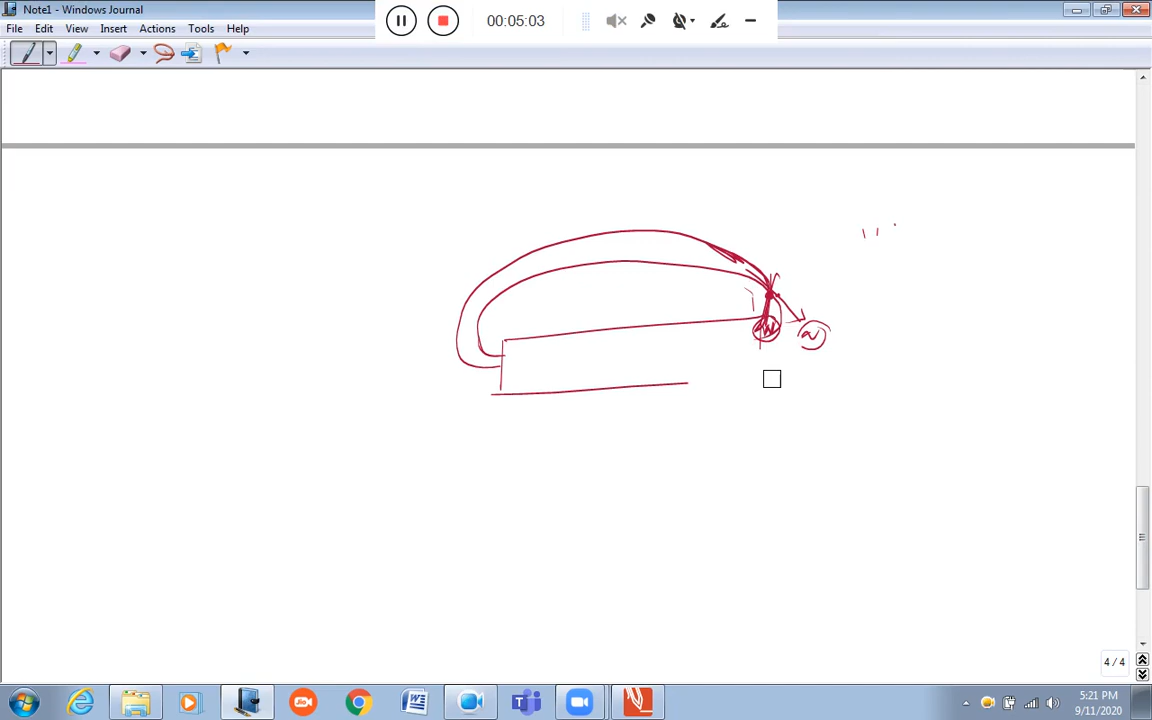 Note1 - Windows Journal
00:05:03
File Edit View Insert Actions Tools Help
N
4 / 4
5:21 PM
9/11/2020